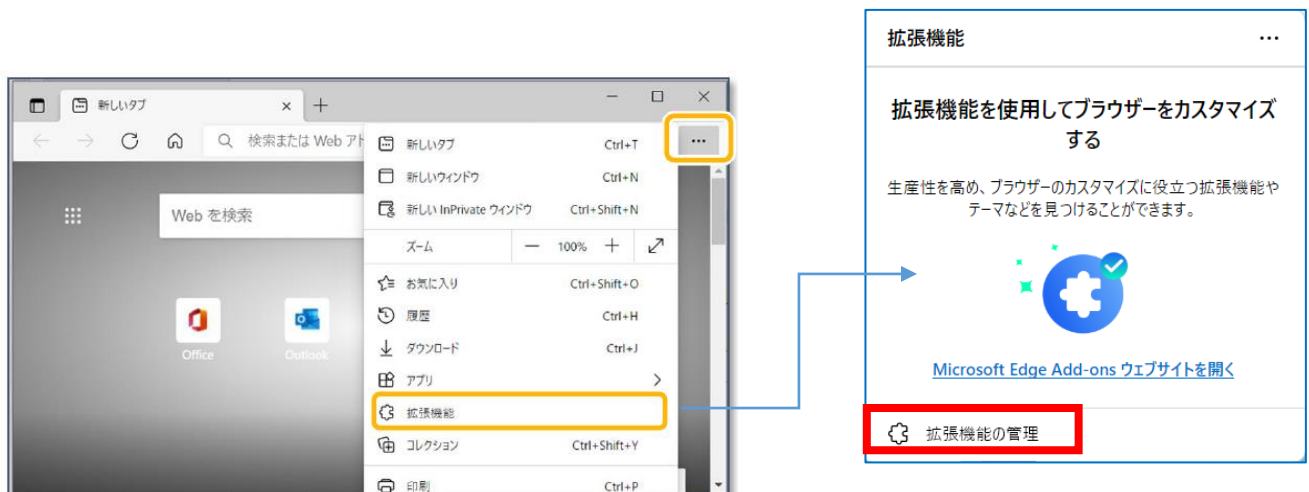 新しいタブ
検索または Web アド
新しいタブ Ctrl+T
新しいウィンドウ Ctrl+N
新しい InPrivate ウィンドウ Ctrl+Shift+N
ズーム 100%
お気に入り Ctrl+Shift+O
履歴 Ctrl+H
ダウンロード Ctrl+J
アプリ
拡張機能
コレクション Ctrl+Shift+Y
印刷 Ctrl+P
Web を検索
Office
Outlook
拡張機能
拡張機能を使用してブラウザーをカスタマイズ
する
生産性を高め、ブラウザーのカスタマイズに役立つ拡張機能や
テーマなどを見つけることができます。
Microsoft Edge Add-ons ウェブサイトを開く
拡張機能の管理